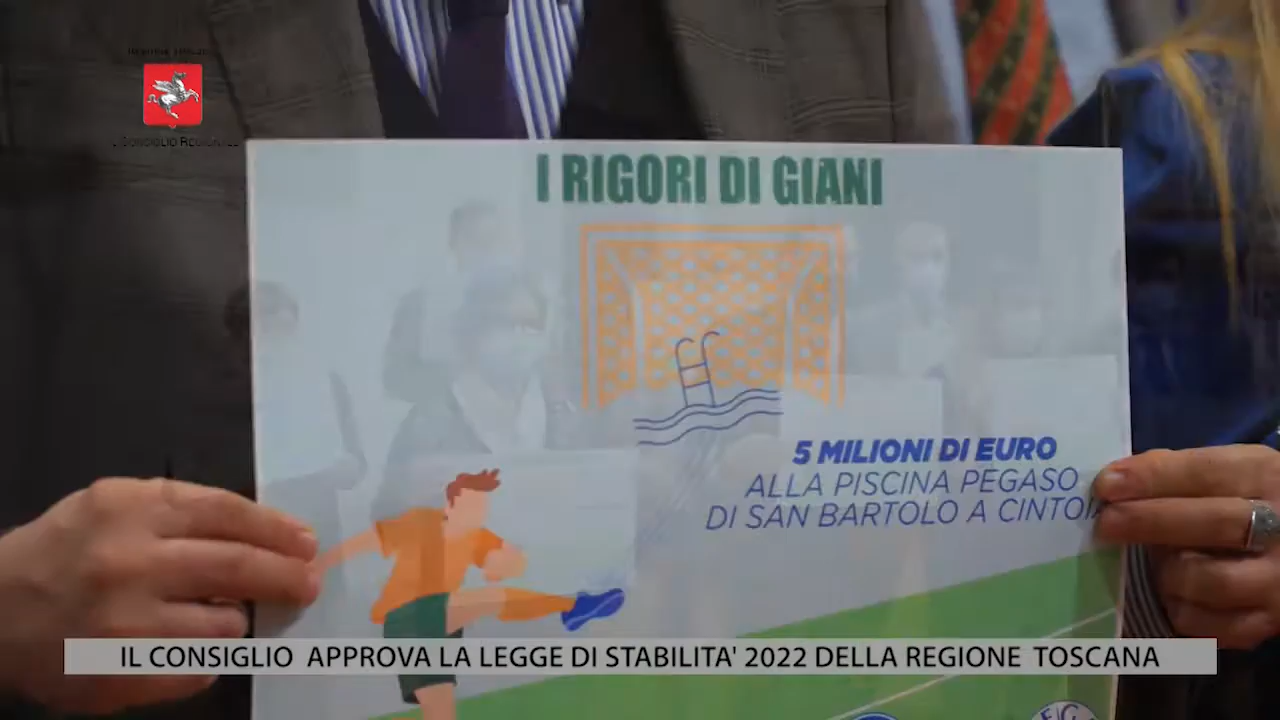 I RIGORI DI GIANI
5 MILIONI DI EURO
ALLA PISCINA PEGASO
DI SAN BARTOLO A CINTOIA
IL CONSIGLIO APPROVA LA LEGGE DI STABILITA' 2022 DELLA REGIONE TOSCANA